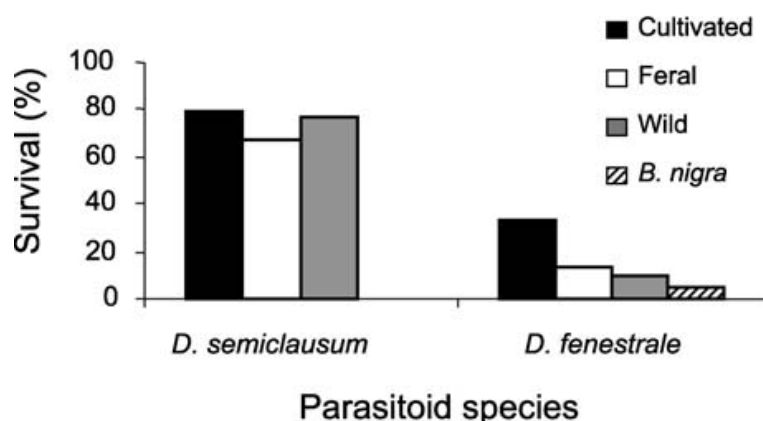 Cultivated
Feral
Wild
B. nigra
Survival (%)
100
80
60
40
20
0
D. semiclausum
D. fenestrale
Parasitoid species